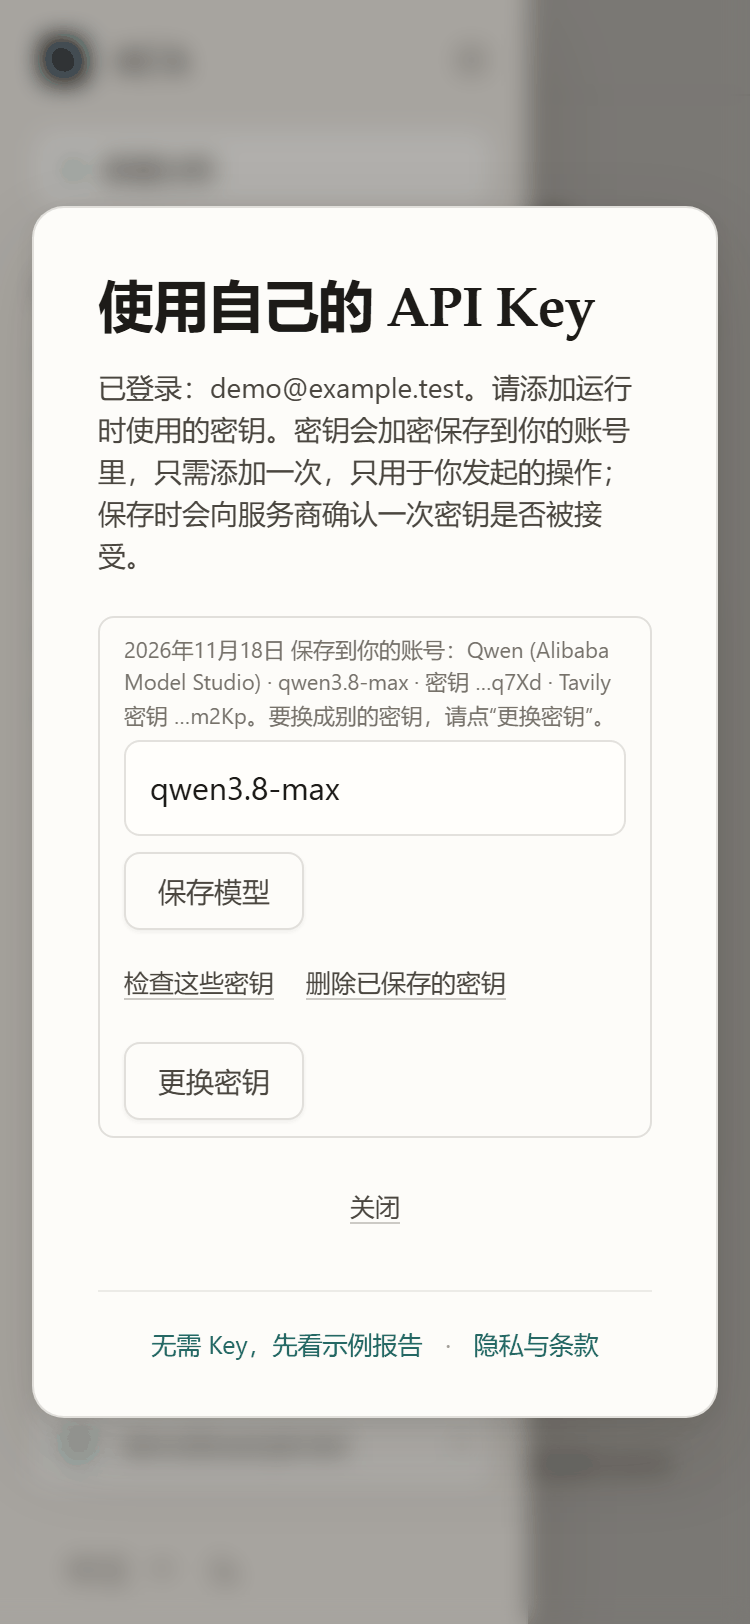 使用自己的 API Key
已登录：demo@example.test。请添加运行
时使用的密钥。密钥会加密保存到你的账号
里，只需添加一次，只用于你发起的操作；
保存时会向服务商确认一次密钥是否被接
受。
2026年11月18日 保存到你的账号：Qwen (Alibaba
Model Studio) · qwen3.8-max · 密钥 …q7Xd · Tavily
密钥 …m2Kp。要换成别的密钥，请点“更换密钥”。
qwen3.8-max
保存模型
检查这些密钥 删除已保存的密钥
更换密钥
关闭
无需 Key，先看示例报告 · 隐私与条款